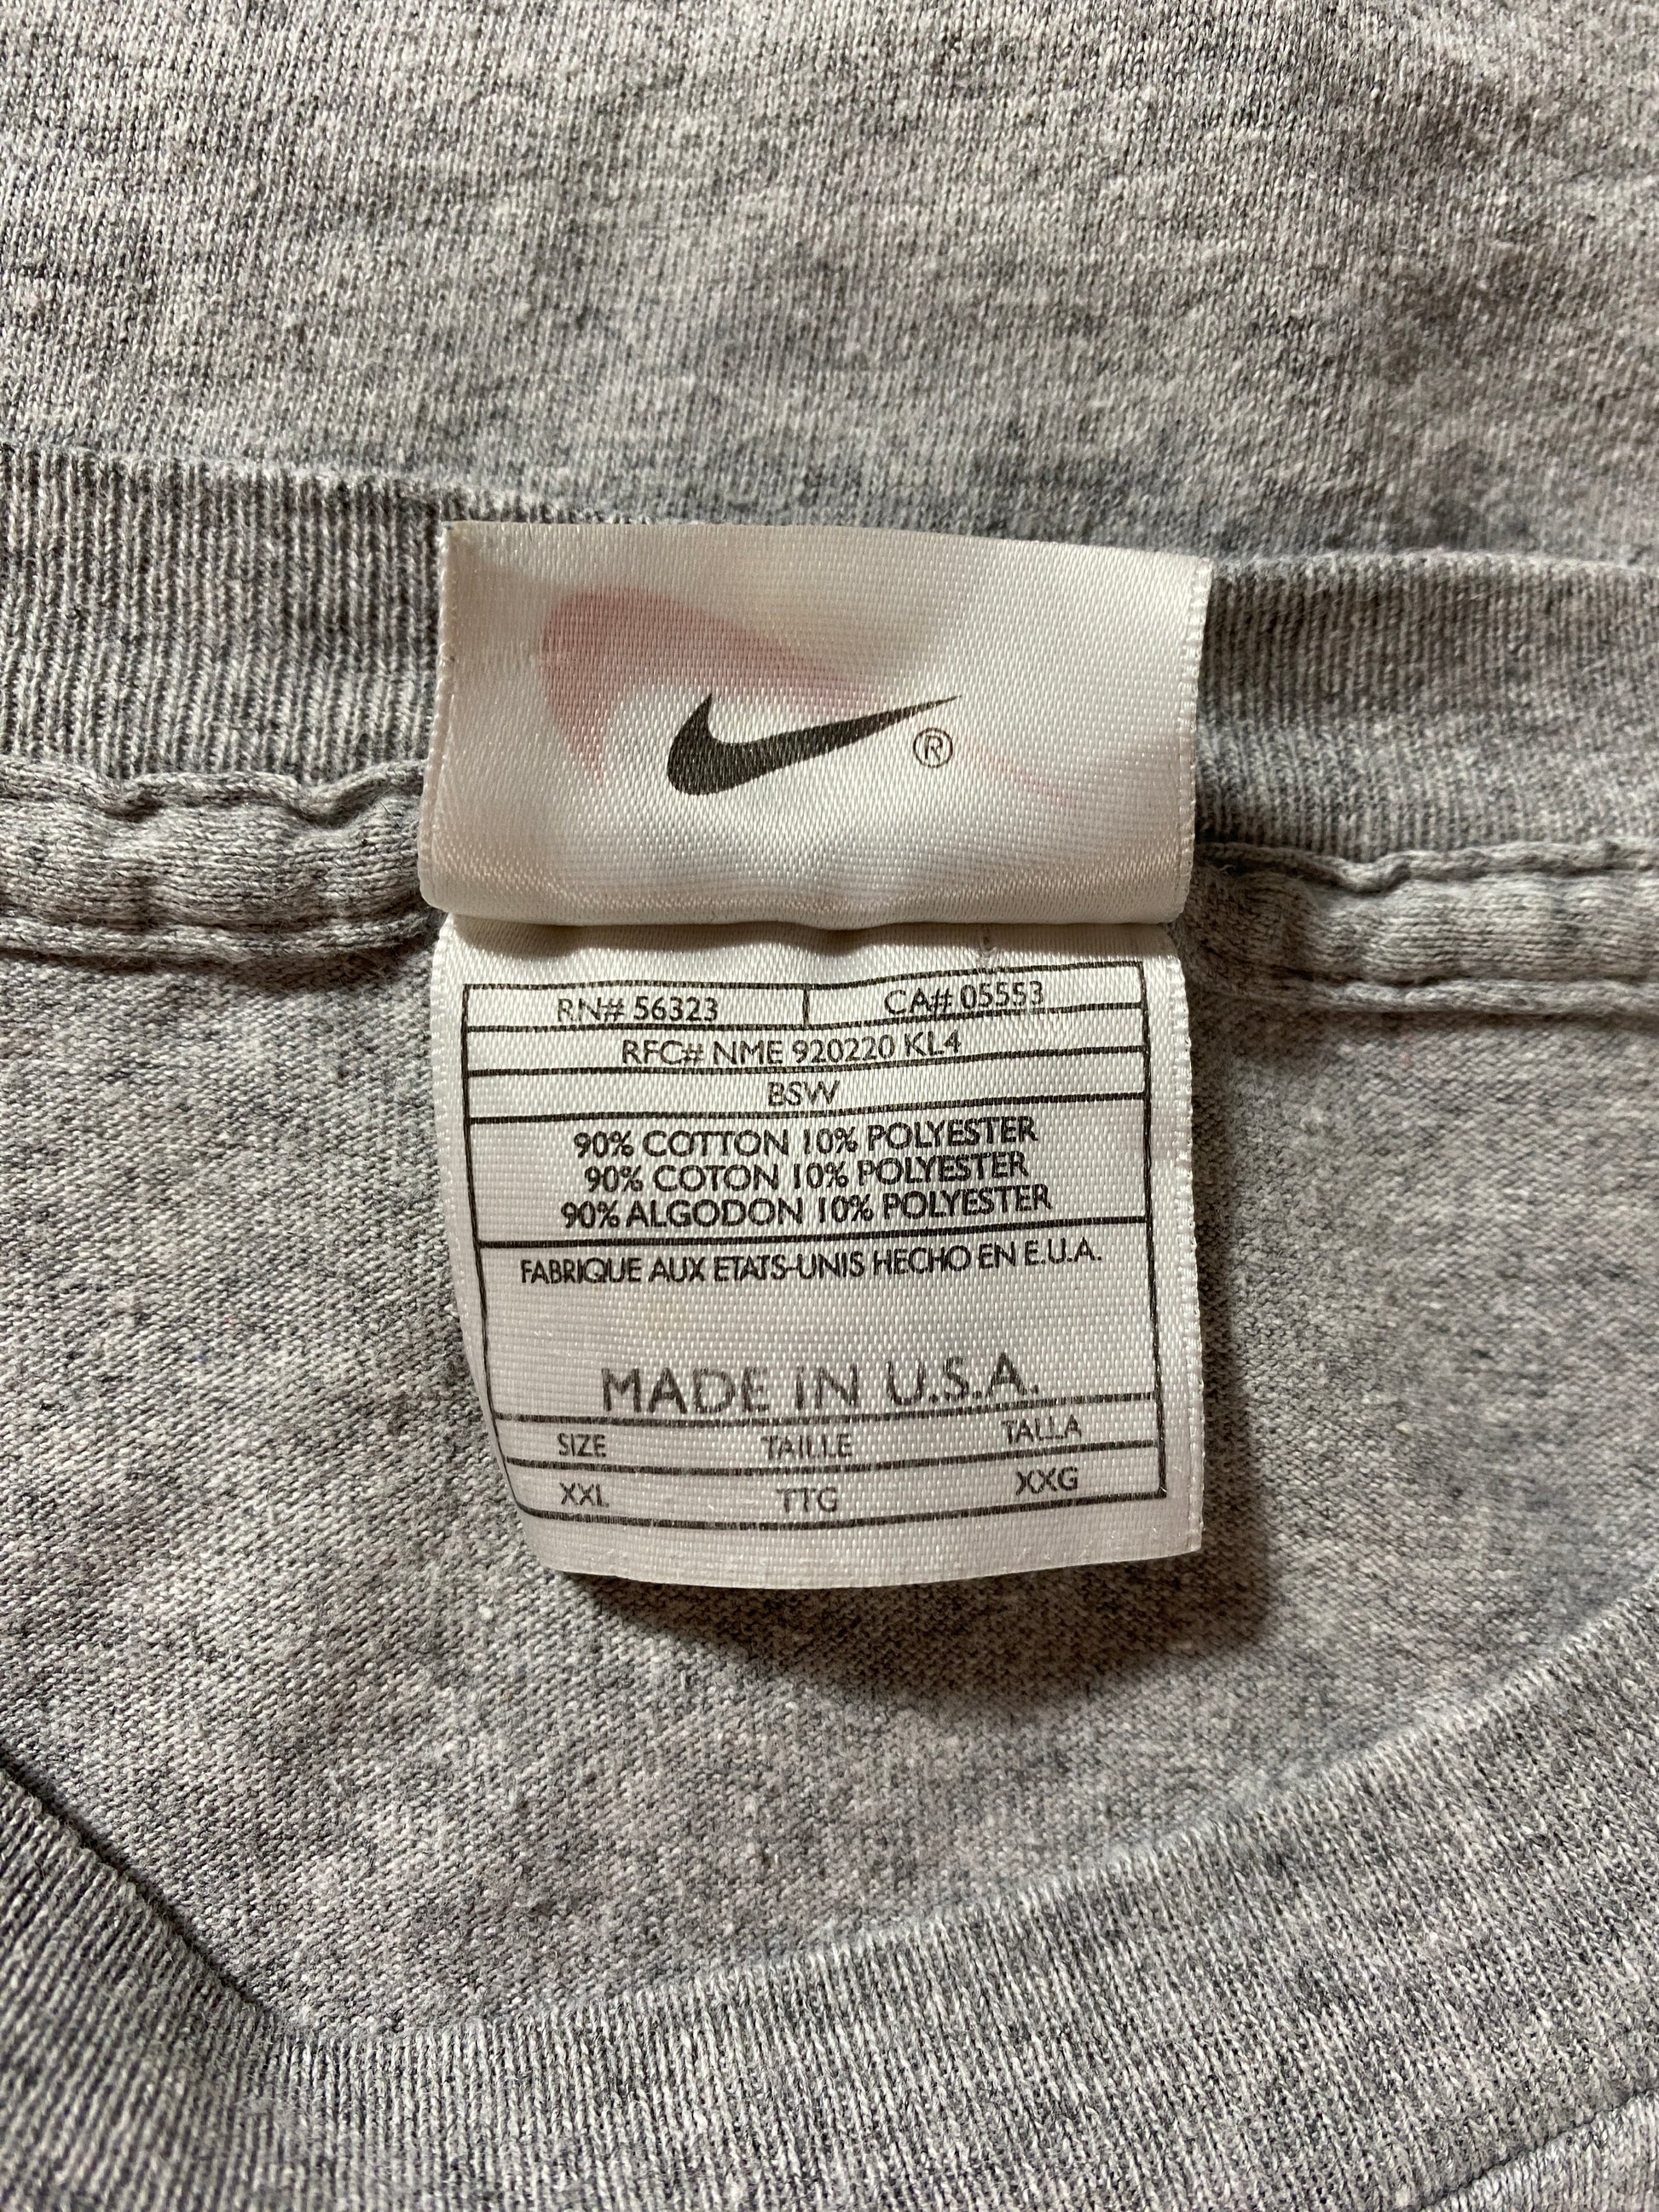 ®
RN# 56323 CA# 05553
RFC# NME 920220 KL4
BSW
90% COTTON 10% POLYESTER
90% COTON 10% POLYESTER
90% ALGODON 10% POLYESTER
FABRIQUE AUX ETATS-UNIS HECHO EN E.U.A.
MADE IN U.S.A.
SIZE TAILLE TALLA
XXL TTG XXG